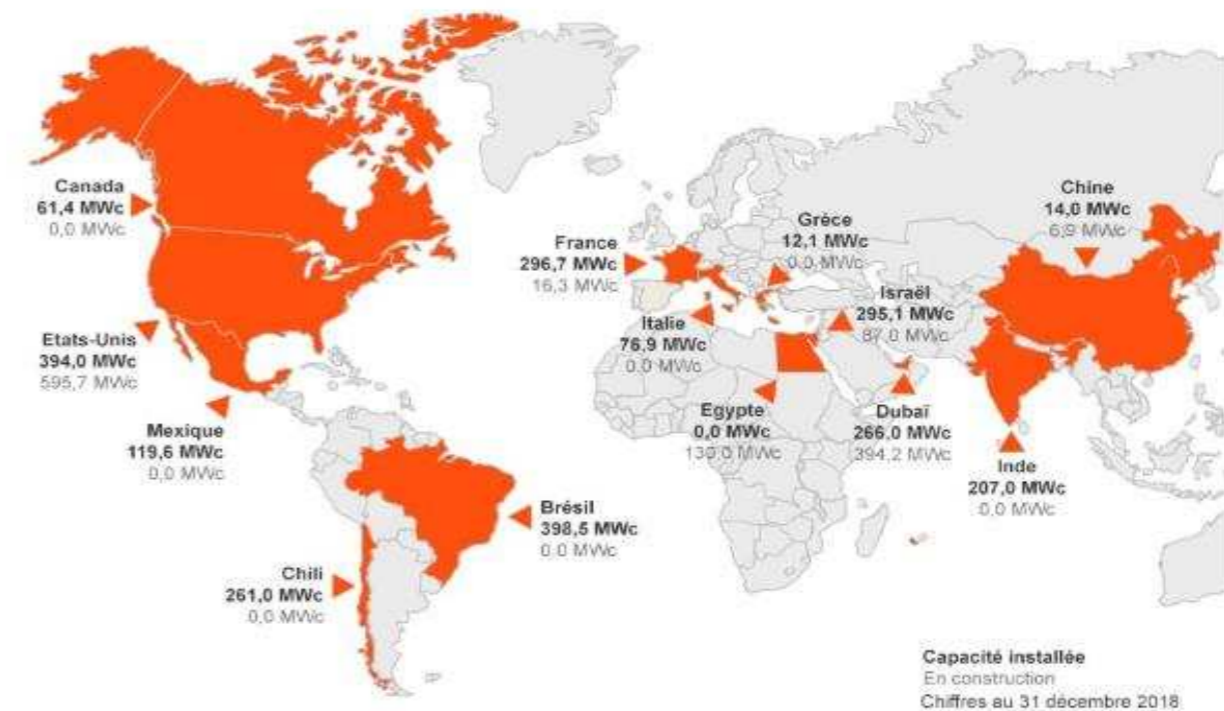 Canada
61,4 MWc
0,0 MWc
Etats-Unis
394,0 MWc
595,7 MWc
Mexique
119,6 MWc
0,0 MWc
Brésil
398,5 MWc
0,0 MWc
Chili
261,0 MWc
0,0 MWc
France
296,7 MWc
16,3 MWc
Grèce
12,1 MWc
0,0 MWc
Italie
76,9 MWc
0,0 MWc
Israël
295,1 MWc
87,0 MWc
Egypte
0,0 MWc
130,0 MWc
Dubaï
266,0 MWc
394,2 MWc
Chine
14,0 MWc
6,9 MWc
Inde
207,0 MWc
0,0 MWc
Capacité installée
En construction
Chiffres au 31 décembre 2018